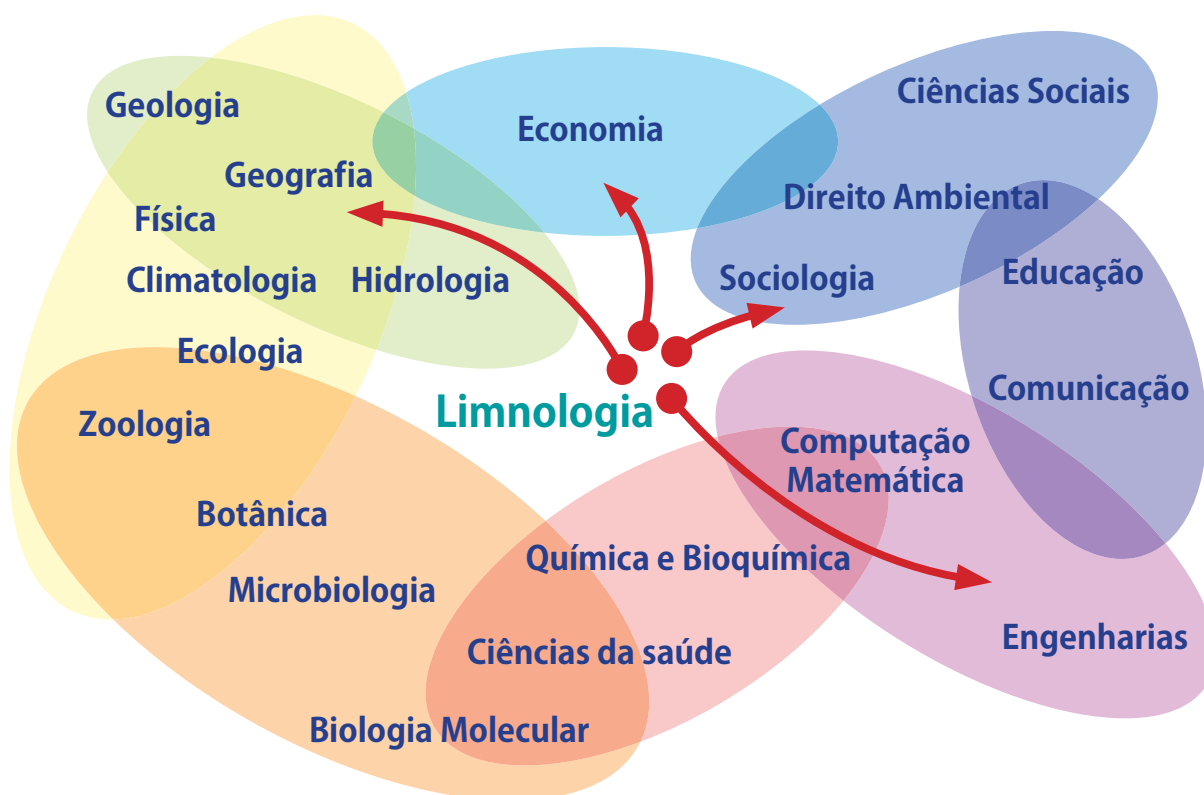 Geologia
Economia
Ciências Sociais
Geografia
Direito Ambiental
Física
Climatologia
Hidrologia
Sociologia
Educação
Ecologia
Comunicação
Zoologia
Limnologia
Computação
Matemática
Botânica
Química e Bioquímica
Microbiologia
Engenharias
Ciências da saúde
Biologia Molecular